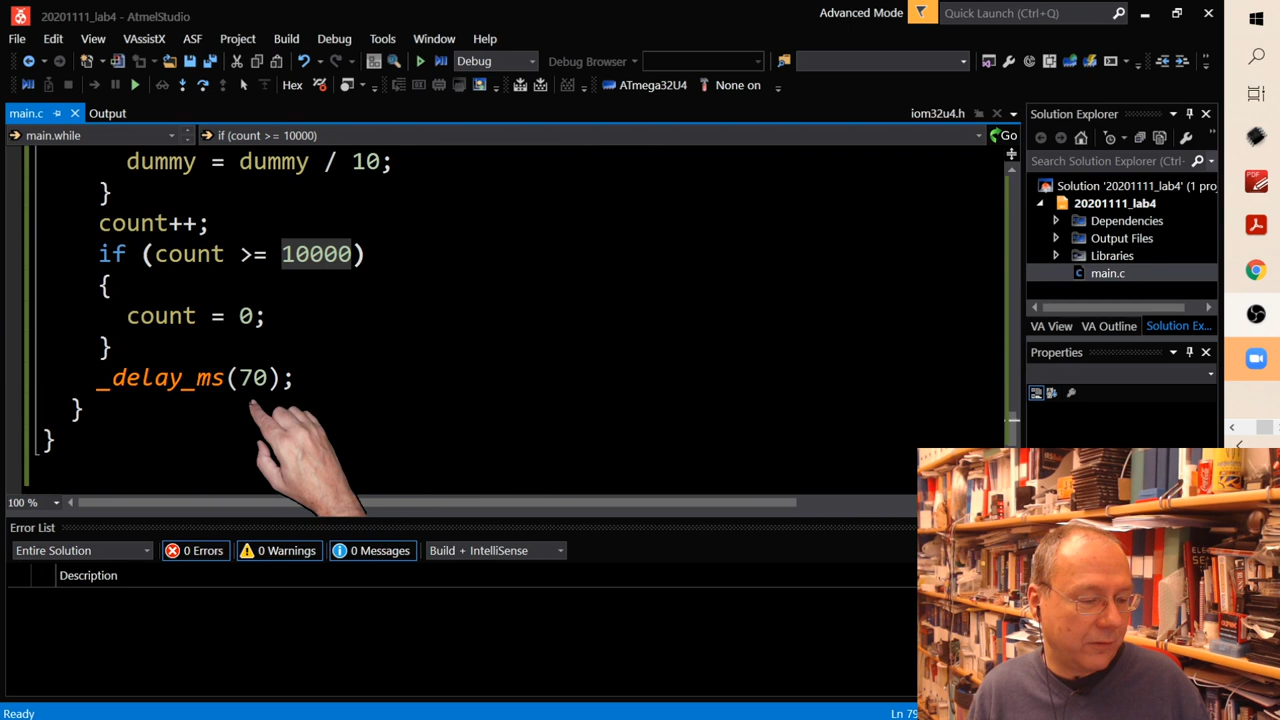 20201111_lab4 - AtmelStudio
Advanced Mode
Quick Launch (Ctrl+Q)
File Edit View VAssistX ASF Project Build Debug Tools Window Help
Debug
Debug Browser
Hex
ATmega32U4
None on
main.c
Output
iom32u4.h
main.while
if (count >= 10000)
Go
dummy = dummy / 10;
}
count++;
if (count >= 10000)
{
count = 0;
}
_delay_ms(70);
}
}
100 %
Error List
Entire Solution
0 Errors
0 Warnings
0 Messages
Build + IntelliSense
Description
Ready
Ln 79
Solution Explorer
Search Solution Explorer (Ctrl+
Solution '20201111_lab4' (1 proj
20201111_lab4
Dependencies
Output Files
Libraries
main.c
VA View
VA Outline
Solution Ex...
Properties
PDF